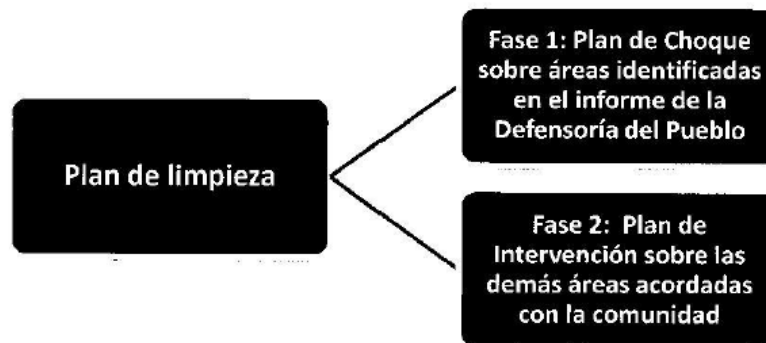 Plan de limpieza
Fase 1: Plan de Choque
sobre áreas identificadas
en el informe de la
Defensoría del Pueblo
Fase 2: Plan de
Intervención sobre las
demás áreas acordadas
con la comunidad